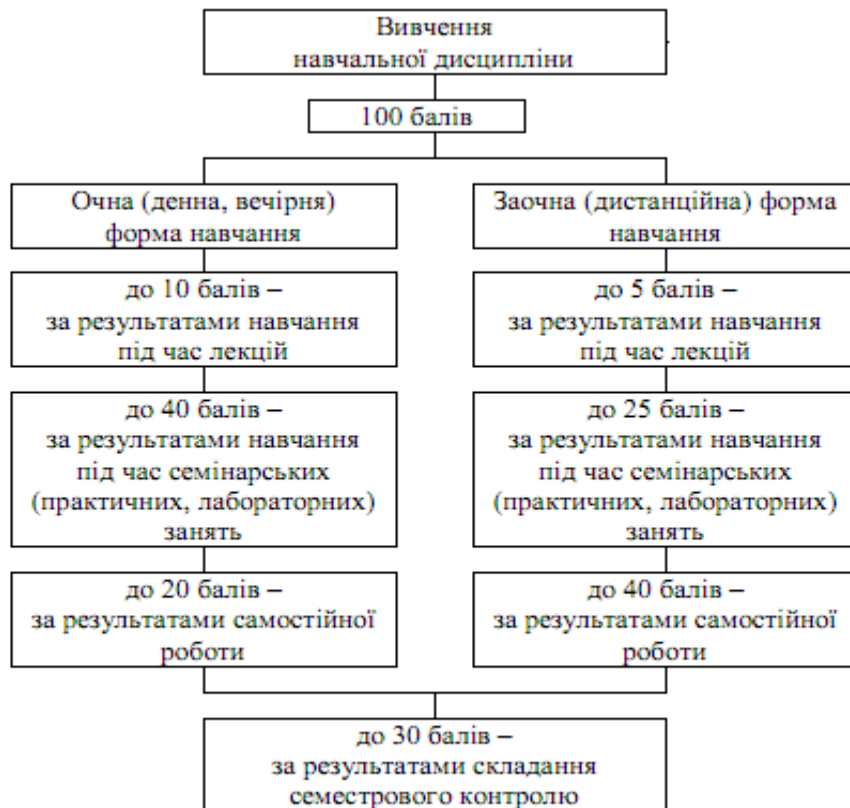 Вивчення
навчальної дисципліни
100 балів
Очна (денна, вечірня)
форма навчання
до 10 балів –
за результатами навчання
під час лекцій
до 40 балів –
за результатами навчання
під час семінарських
(практичних, лабораторних)
занять
до 20 балів –
за результатами самостійної
роботи
Заочна (дистанційна) форма
навчання
до 5 балів –
за результатами навчання
під час лекцій
до 25 балів –
за результатами навчання
під час семінарських
(практичних, лабораторних)
занять
до 40 балів –
за результатами самостійної
роботи
до 30 балів –
за результатами складання
семестрового контролю